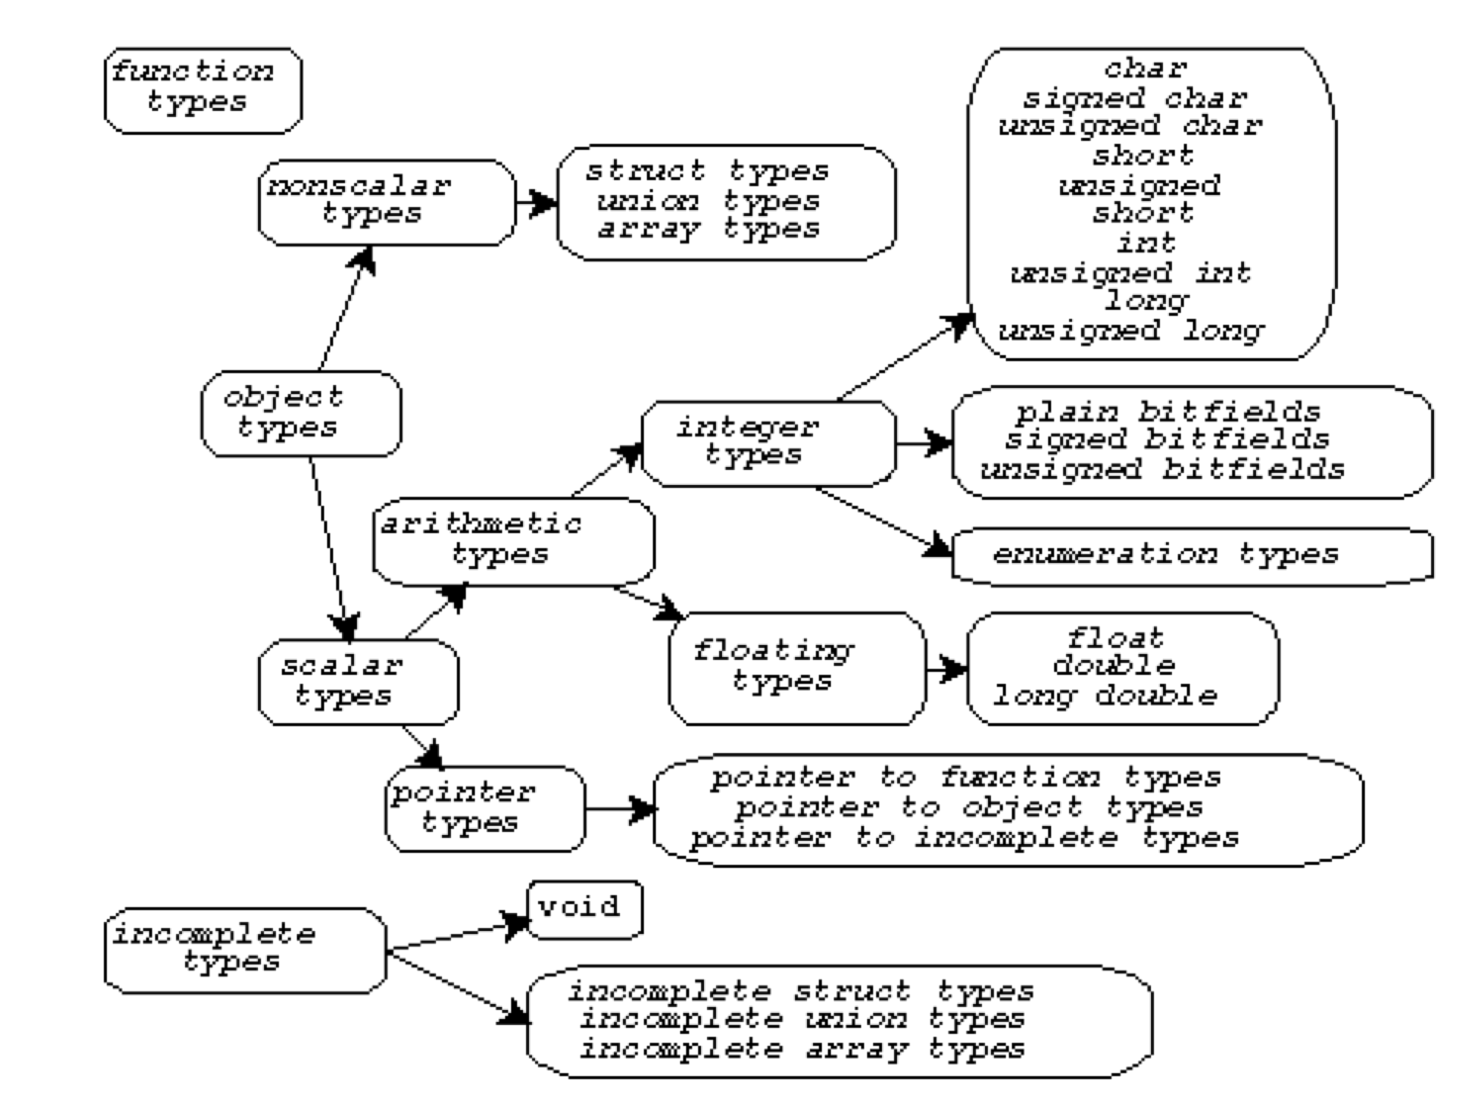 function
types
nonscalar
types
struct types
union types
array types
char
signed char
unsigned char
short
unsigned
short
int
unsigned int
long
unsigned long
object
types
integer
types
plain bitfields
signed bitfields
unsigned bitfields
arithmetic
types
enumeration types
scalar
types
floating
types
float
double
long double
pointer
types
pointer to function types
pointer to object types
pointer to incomplete types
incomplete
types
void
incomplete struct types
incomplete union types
incomplete array types